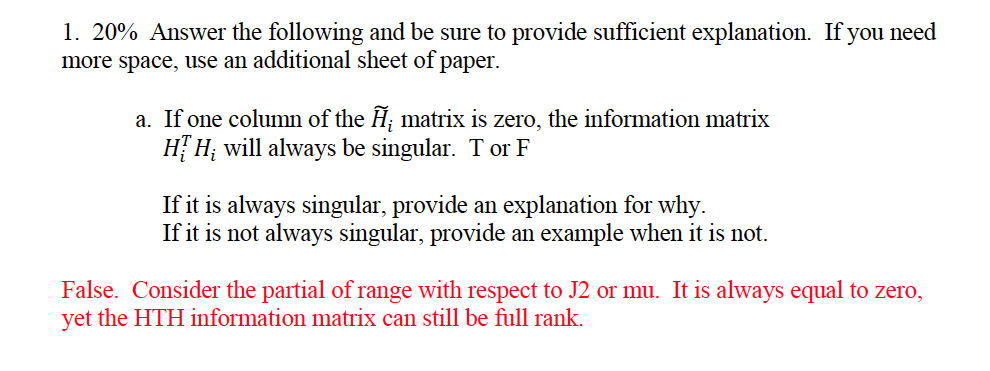 1. 20% Answer the following and be sure to provide sufficient explanation. If you need
more space, use an additional sheet of paper.
a. If one column of the H̃ᵢ matrix is zero, the information matrix
HᵢᵀHᵢ will always be singular. T or F
If it is always singular, provide an explanation for why.
If it is not always singular, provide an example when it is not.
False. Consider the partial of range with respect to J2 or mu. It is always equal to zero,
yet the HTH information matrix can still be full rank.